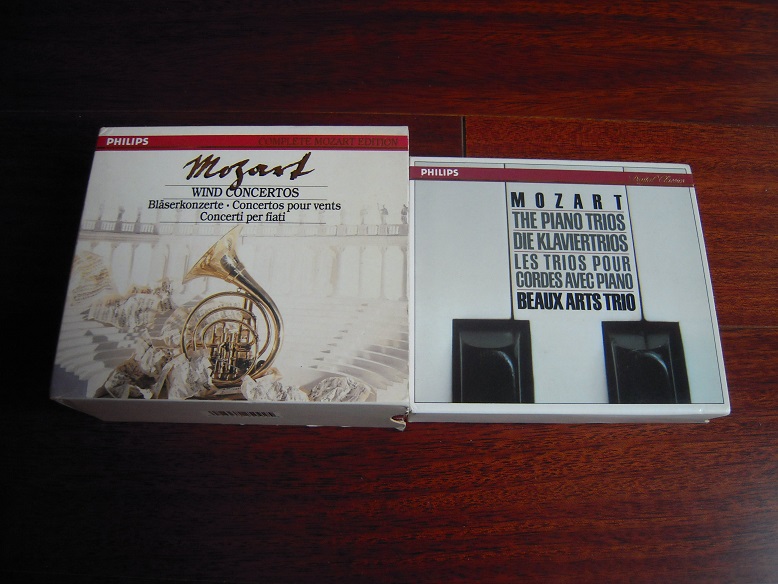 PHILIPS
COMPLETE MOZART EDITION
Mozart
WIND CONCERTOS
Bläserkonzerte · Concertos pour vents
Concerti per fiati
PHILIPS
MOZART
THE PIANO TRIOS
DIE KLAVIERTRIOS
LES TRIOS POUR
CORDES AVEC PIANO
BEAUX ARTS TRIO